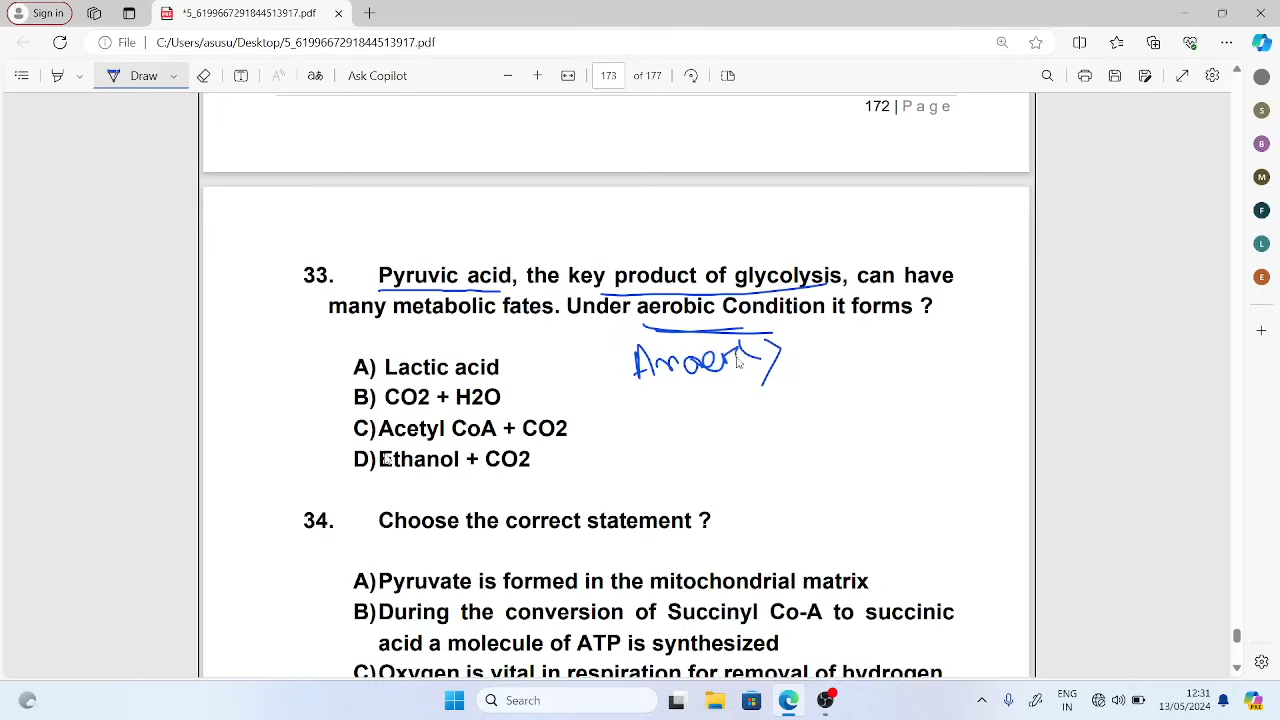 Sign in
*5_6199667291844513917.pdf
File C:/Users/asusu/Desktop/5_6199667291844513917.pdf
Draw Ask Copilot 173 of 177
172 | Page
33. Pyruvic acid, the key product of glycolysis, can have
many metabolic fates. Under aerobic Condition it forms ?
A) Lactic acid
B) CO2 + H2O
C)Acetyl CoA + CO2
D)Ethanol + CO2
34. Choose the correct statement ?
A)Pyruvate is formed in the mitochondrial matrix
B)During the conversion of Succinyl Co-A to succinic
acid a molecule of ATP is synthesized
C)Oxygen is vital in respiration for removal of hydrogen
Search
ENG
NG
12:31
13/05/2024